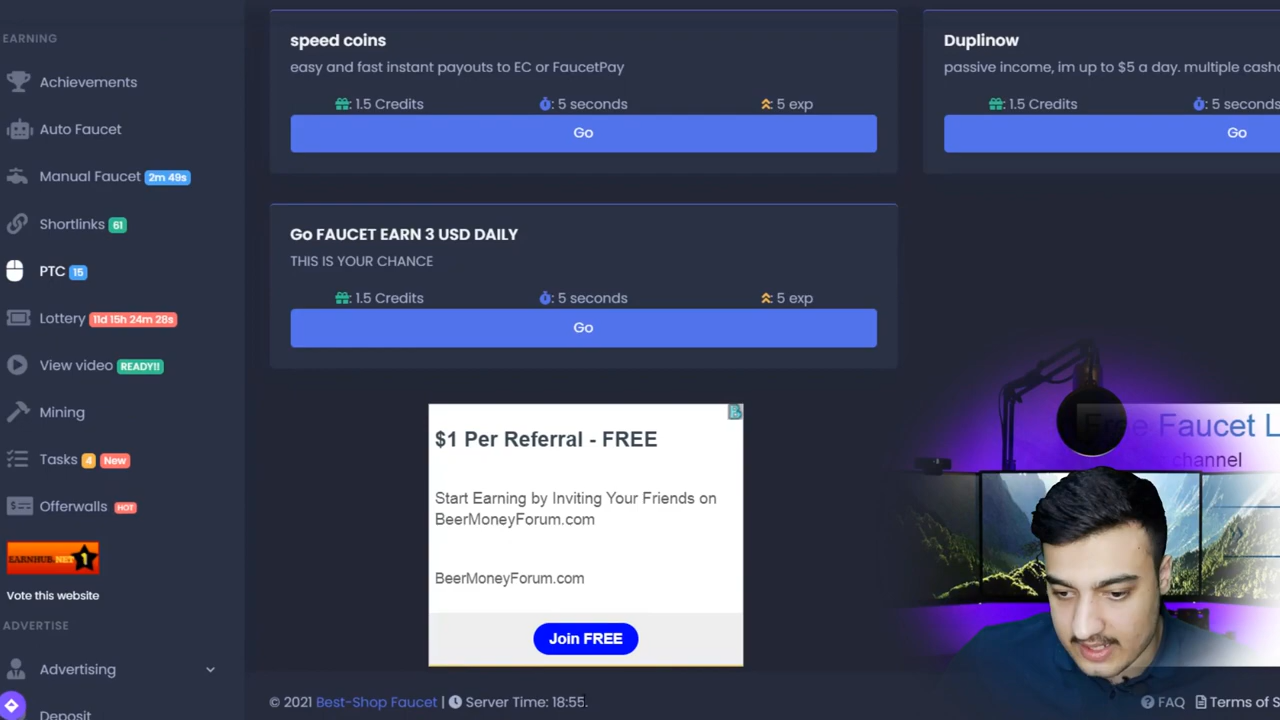 EARNING
Achievements
Auto Faucet
Manual Faucet 2m 49s
Shortlinks 61
PTC 15
Lottery 11d 15h 24m 28s
View video READY!!
Mining
Tasks 4 New
Offerwalls HOT
EARNHUB.NET 1
Vote this website
ADVERTISE
Advertising
Deposit
speed coins
easy and fast instant payouts to EC or FaucetPay
: 1.5 Credits : 5 seconds : 5 exp
Go
Duplinow
passive income, im up to $5 a day. multiple casho
: 1.5 Credits : 5 seconds
Go
Go FAUCET EARN 3 USD DAILY
THIS IS YOUR CHANCE
: 1.5 Credits : 5 seconds : 5 exp
Go
$1 Per Referral - FREE
Start Earning by Inviting Your Friends on
BeerMoneyForum.com
BeerMoneyForum.com
Join FREE
Free Faucet L
channel
© 2021 Best-Shop Faucet | Server Time: 18:55.
FAQ Terms of S